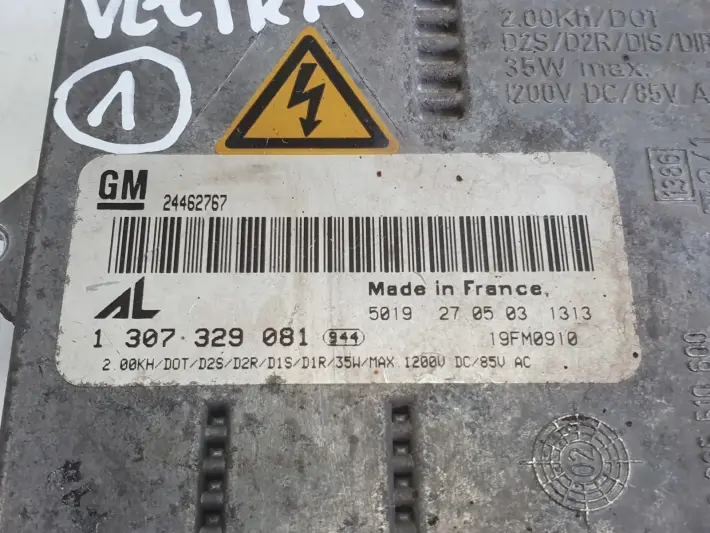 VECTRA
1
2.00KH/DOT
D2S/D2R/D1S/D1R
35W max.
1200V DC/85V A
GM 24462767
AL
Made in France.
5019 27 05 03 1313
1 307 329 081 944 19FM0910
2.00KH/DOT/D2S/D2R/D1S/D1R/35W/MAX 1200V DC/85V AC
1386
02